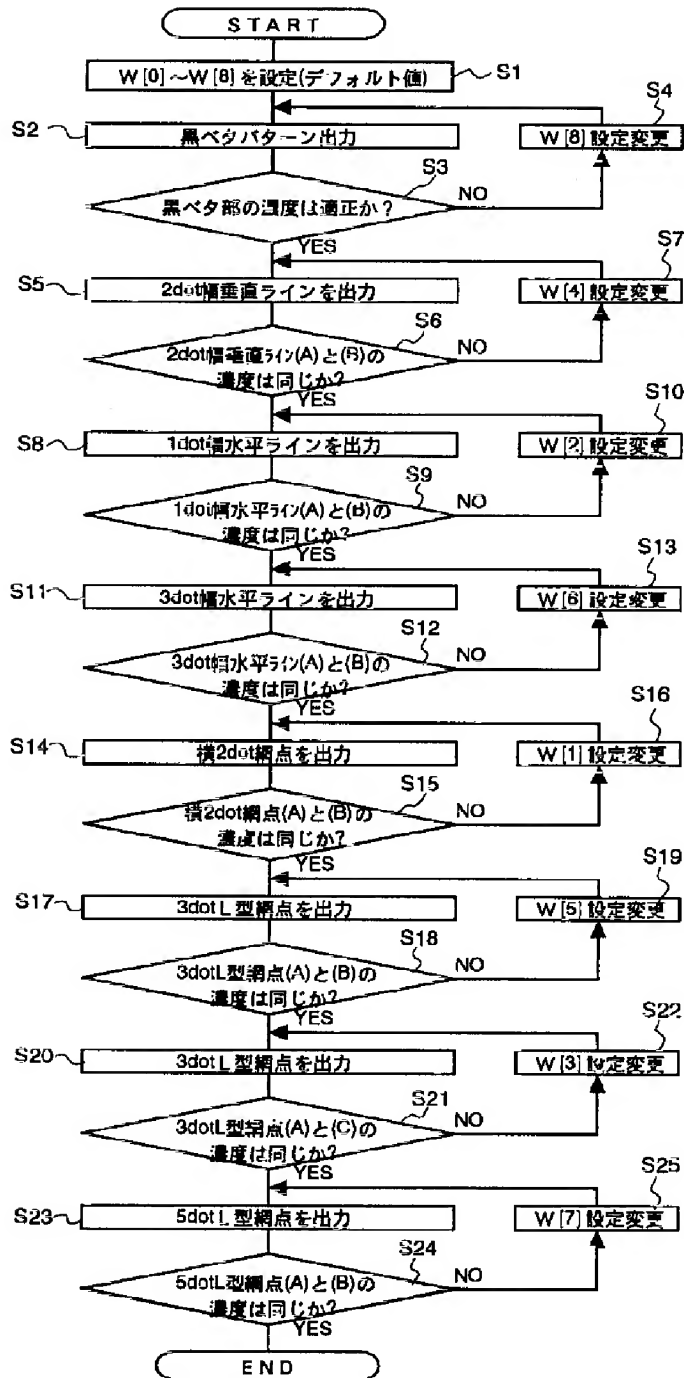 START
W[0]～W[8]を設定(デフォルト値)
S1
S2
黒ベタパターン出力
S4
W[8]設定変更
S3
黒ベタ部の濃度は適正か?
NO
YES
S5
2dot幅垂直ラインを出力
S7
W[4]設定変更
S6
2dot幅垂直ライン(A)と(B)の
濃度は同じか?
NO
YES
S8
1dot幅水平ラインを出力
S10
W[2]設定変更
S9
1dot幅水平ライン(A)と(B)の
濃度は同じか?
NO
YES
S11
3dot幅水平ラインを出力
S13
W[6]設定変更
S12
3dot幅水平ライン(A)と(B)の
濃度は同じか?
NO
YES
S14
横2dot網点を出力
S16
W[1]設定変更
S15
横2dot網点(A)と(B)の
濃度は同じか?
NO
YES
S17
3dotL型網点を出力
S19
W[5]設定変更
S18
3dotL型網点(A)と(B)の
濃度は同じか?
NO
YES
S20
3dotL型網点を出力
S22
W[3]設定変更
S21
3dotL型網点(A)と(C)の
濃度は同じか?
NO
YES
S23
5dotL型網点を出力
S25
W[7]設定変更
S24
5dotL型網点(A)と(B)の
濃度は同じか?
NO
YES
END